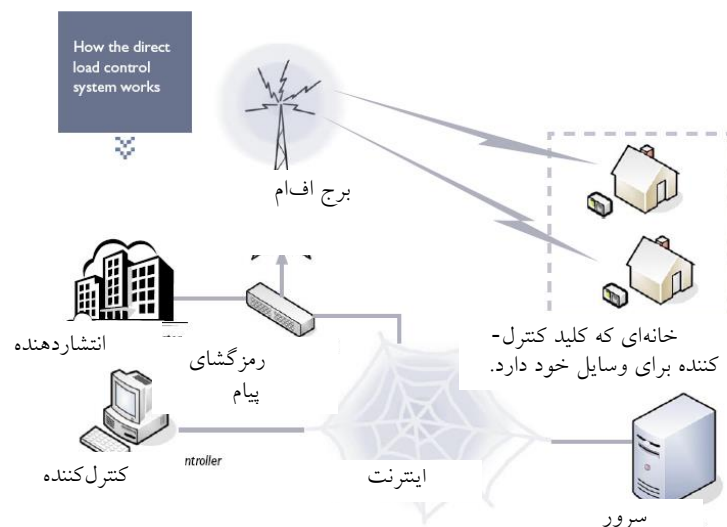 How the direct
load control
system works
برج اف‌ام
انتشاردهنده
رمزگشای
پیام
خانه‌ای که کلید کنترل-
کننده برای وسایل خود دارد.
کنترل‌کننده
ntroller
اینترنت
سرور